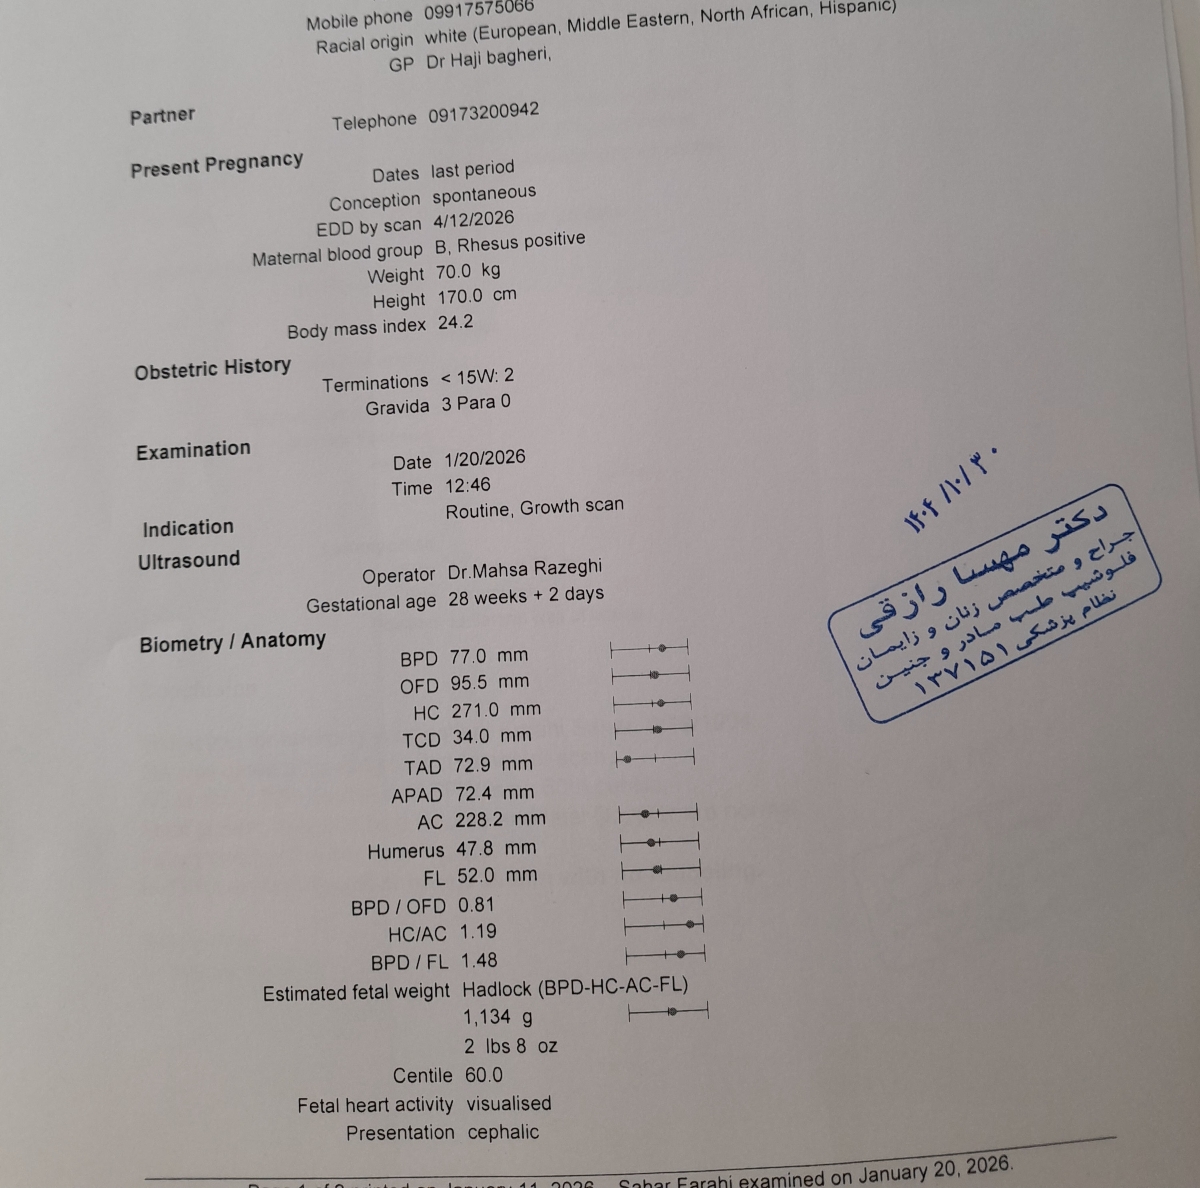 Mobile phone 09917575066
Racial origin white (European, Middle Eastern, North African, Hispanic)
GP Dr Haji bagheri,
Partner
Telephone 09173200942
Present Pregnancy
Dates last period
Conception spontaneous
EDD by scan 4/12/2026
Maternal blood group B, Rhesus positive
Weight 70.0 kg
Height 170.0 cm
Body mass index 24.2
Obstetric History
Terminations < 15W: 2
Gravida 3 Para 0
Examination
Date 1/20/2026
Time 12:46
Indication Routine, Growth scan
Ultrasound
Operator Dr.Mahsa Razeghi
Gestational age 28 weeks + 2 days
۱۴۰۴/۱۰/۳۰
دکتر مهسا رازقی
جراح و متخصص زنان و زایمان
فلوشیپ طب مادر و جنین
نظام پزشکی ۱۳۷۱۵۱
Biometry / Anatomy
BPD 77.0 mm
OFD 95.5 mm
HC 271.0 mm
TCD 34.0 mm
TAD 72.9 mm
APAD 72.4 mm
AC 228.2 mm
Humerus 47.8 mm
FL 52.0 mm
BPD / OFD 0.81
HC/AC 1.19
BPD / FL 1.48
Estimated fetal weight Hadlock (BPD-HC-AC-FL)
1,134 g
2 lbs 8 oz
Centile 60.0
Fetal heart activity visualised
Presentation cephalic
Page 1 of 2 printed on January 11, 2026. Sahar Farahi examined on January 20, 2026.